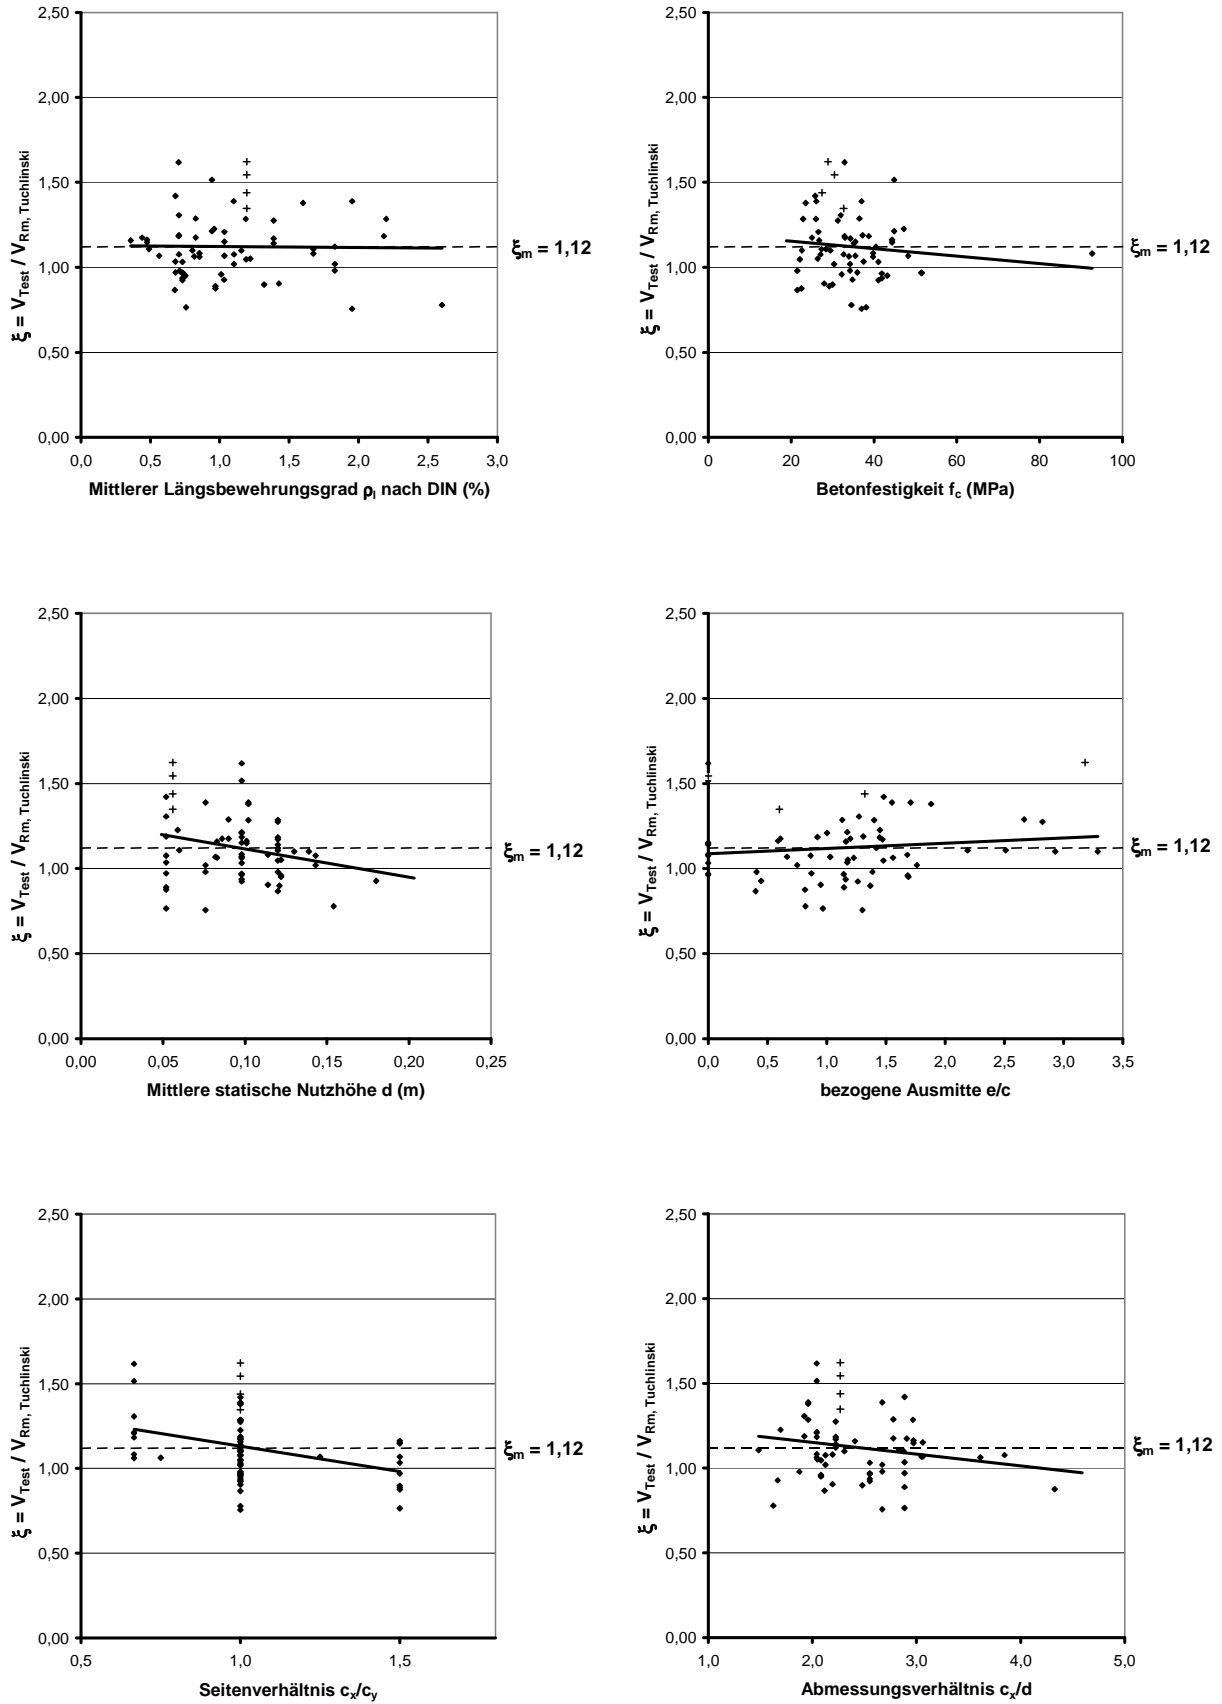 2,50
2,00
1,50
1,00
0,50
0,00
ξ = V_Test / V_Rm, Tuchlinski
ξm = 1,12
0,0 0,5 1,0 1,5 2,0 2,5 3,0
Mittlerer Längsbewehrungsgrad ρl nach DIN (%)
2,50
2,00
1,50
1,00
0,50
0,00
ξ = V_Test / V_Rm, Tuchlinski
ξm = 1,12
0 20 40 60 80 100
Betonfestigkeit fc (MPa)
2,50
2,00
1,50
1,00
0,50
0,00
ξ = V_Test / V_Rm, Tuchlinski
ξm = 1,12
0,00 0,05 0,10 0,15 0,20 0,25
Mittlere statische Nutzhöhe d (m)
2,50
2,00
1,50
1,00
0,50
0,00
ξ = V_Test / V_Rm, Tuchlinski
ξm = 1,12
0,0 0,5 1,0 1,5 2,0 2,5 3,0 3,5
bezogene Ausmitte e/c
2,50
2,00
1,50
1,00
0,50
0,00
ξ = V_Test / V_Rm, Tuchlinski
ξm = 1,12
0,5 1,0 1,5
Seitenverhältnis cx/cy
2,50
2,00
1,50
1,00
0,50
0,00
ξ = V_Test / V_Rm, Tuchlinski
ξm = 1,12
1,0 2,0 3,0 4,0 5,0
Abmessungsverhältnis cx/d